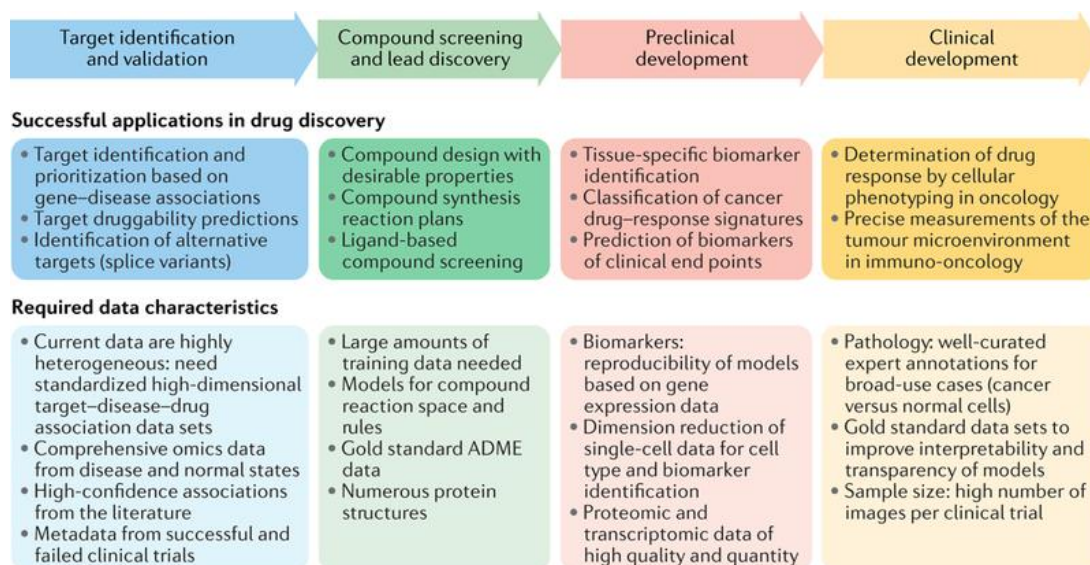 Target identification
and validation
Compound screening
and lead discovery
Preclinical
development
Clinical
development
Successful applications in drug discovery
• Target identification and
prioritization based on
gene–disease associations
• Target druggability predictions
• Identification of alternative
targets (splice variants)
• Compound design with
desirable properties
• Compound synthesis
reaction plans
• Ligand-based
compound screening
• Tissue-specific biomarker
identification
• Classification of cancer
drug–response signatures
• Prediction of biomarkers
of clinical end points
• Determination of drug
response by cellular
phenotyping in oncology
• Precise measurements of the
tumour microenvironment
in immuno-oncology
Required data characteristics
• Current data are highly
heterogeneous: need
standardized high-dimensional
target–disease–drug
association data sets
• Comprehensive omics data
from disease and normal states
• High-confidence associations
from the literature
• Metadata from successful and
failed clinical trials
• Large amounts of
training data needed
• Models for compound
reaction space and
rules
• Gold standard ADME
data
• Numerous protein
structures
• Biomarkers:
reproducibility of models
based on gene
expression data
• Dimension reduction of
single-cell data for cell
type and biomarker
identification
• Proteomic and
transcriptomic data of
high quality and quantity
• Pathology: well-curated
expert annotations for
broad-use cases (cancer
versus normal cells)
• Gold standard data sets to
improve interpretability and
transparency of models
• Sample size: high number of
images per clinical trial